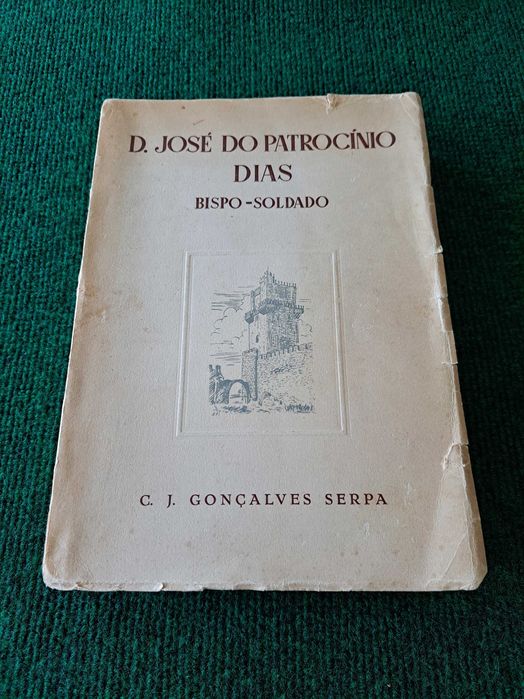 D. JOSÉ DO PATROCÍNIO
DIAS
BISPO-SOLDADO
C. J. GONÇALVES SERPA